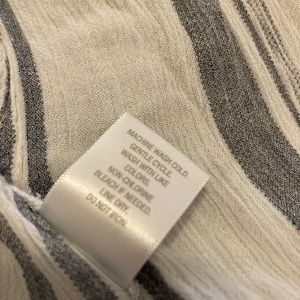 MACHINE WASH COLD.
GENTLE CYCLE.
WASH WITH LIKE
COLORS.
NON-CHLORINE
BLEACH IF NEEDED.
LINE DRY.
DO NOT IRON.